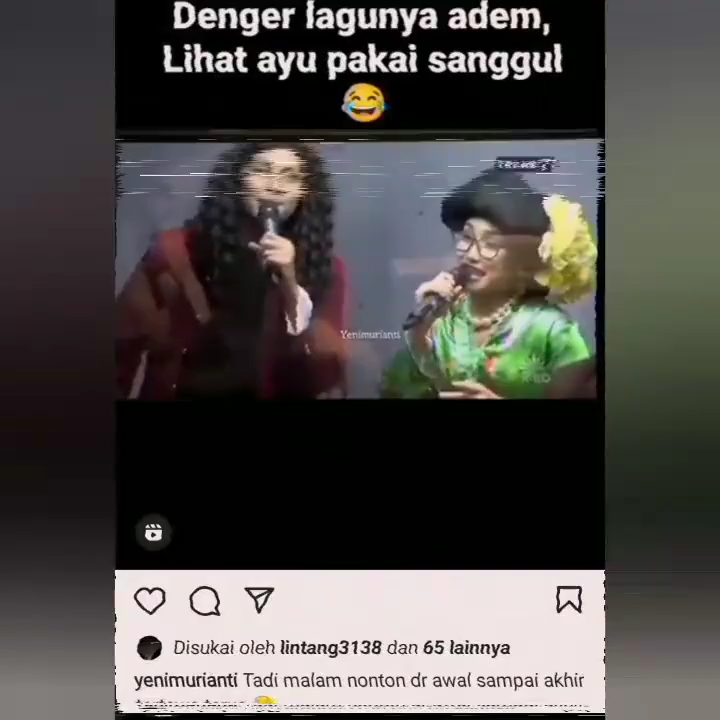 Denger lagunya adem,
Lihat ayu pakai sanggul
😂
Yenimurianti
Disukai oleh lintang3138 dan 65 lainnya
yenimurianti Tadi malam nonton dr awal sampai akhir